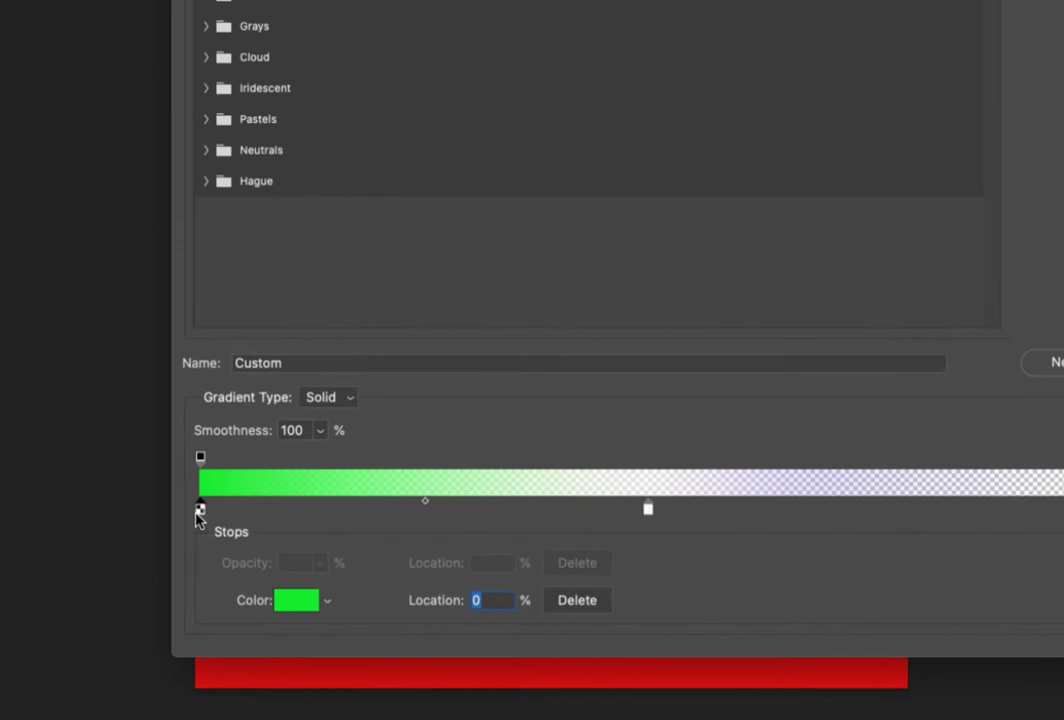 Grays
Cloud
Iridescent
Pastels
Neutrals
Hague
Name: Custom
Gradient Type: Solid
Smoothness: 100 %
Stops
Opacity: % Location: % Delete
Color: Location: 0 % Delete